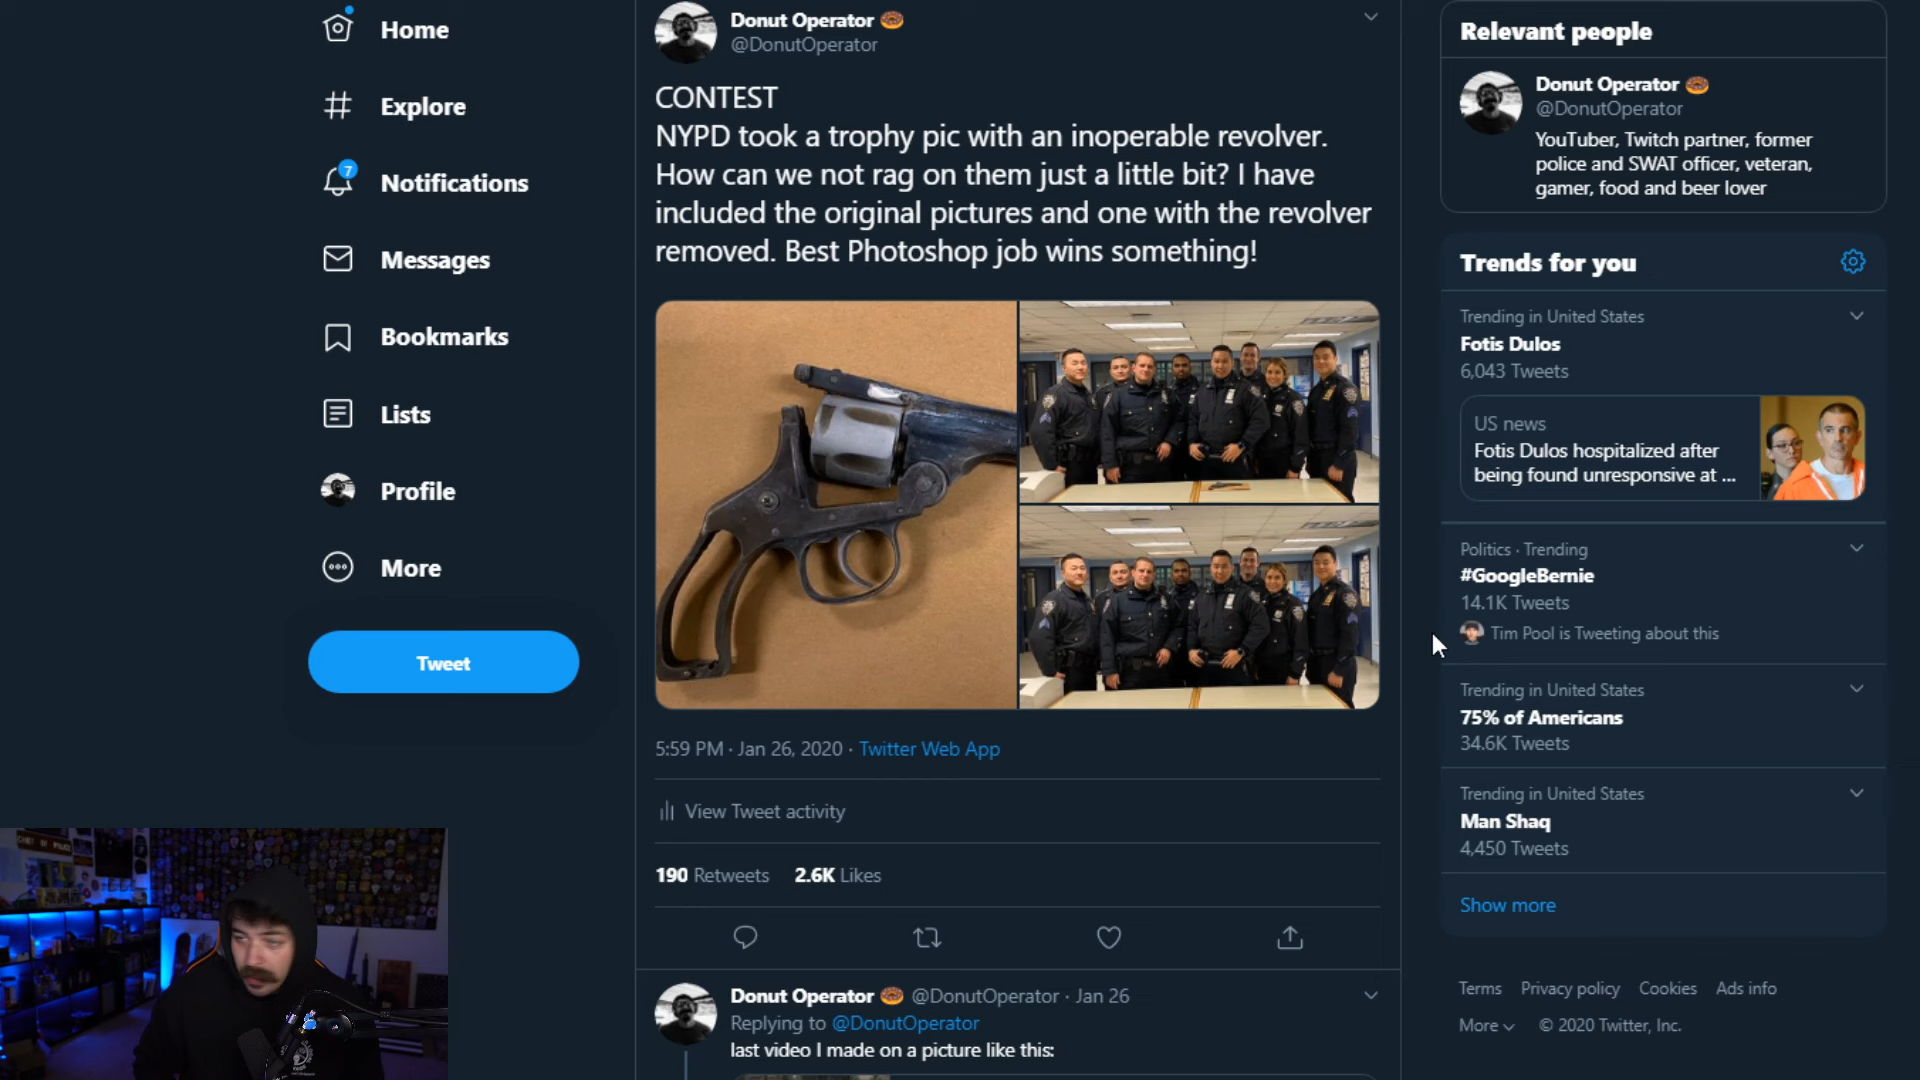 Home
Explore
7
Notifications
Messages
Bookmarks
Lists
Profile
More
Tweet
Donut Operator 🍩
@DonutOperator
CONTEST
NYPD took a trophy pic with an inoperable revolver.
How can we not rag on them just a little bit? I have
included the original pictures and one with the revolver
removed. Best Photoshop job wins something!
5:59 PM · Jan 26, 2020 · Twitter Web App
View Tweet activity
190 Retweets 2.6K Likes
Donut Operator 🍩 @DonutOperator · Jan 26
Replying to @DonutOperator
last video I made on a picture like this:
Relevant people
Donut Operator 🍩
@DonutOperator
YouTuber, Twitch partner, former
police and SWAT officer, veteran,
gamer, food and beer lover
Trends for you
Trending in United States
Fotis Dulos
6,043 Tweets
US news
Fotis Dulos hospitalized after
being found unresponsive at ...
Politics · Trending
#GoogleBernie
14.1K Tweets
Tim Pool is Tweeting about this
Trending in United States
75% of Americans
34.6K Tweets
Trending in United States
Man Shaq
4,450 Tweets
Show more
Terms Privacy policy Cookies Ads info
More © 2020 Twitter, Inc.